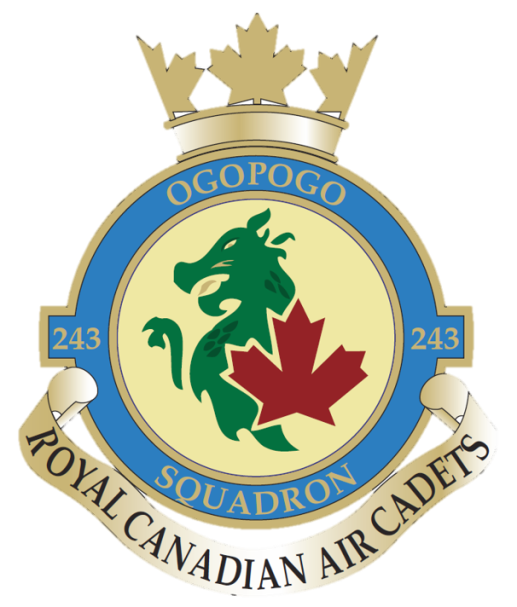 OGOPOGO
243
243
SQUADRON
ROYAL CANADIAN AIR CADETS